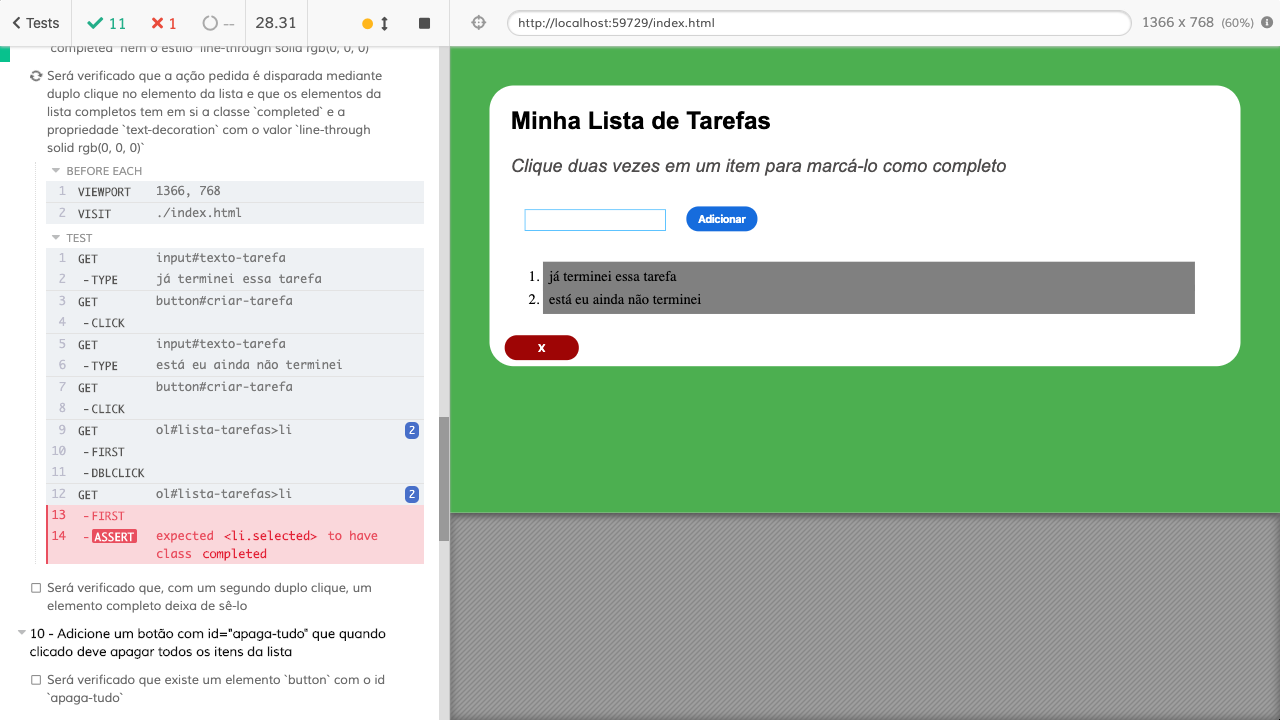 Tests 11 1 -- 28.31 http://localhost:59729/index.html 1366 x 768 (60%)
`completed` nem o estilo `line-through solid rgb(0, 0, 0)`
Será verificado que a ação pedida é disparada mediante
duplo clique no elemento da lista e que os elementos da
lista completos tem em si a classe `completed` e a
propriedade `text-decoration` com o valor `line-through
solid rgb(0, 0, 0)`
BEFORE EACH
1 VIEWPORT 1366, 768
2 VISIT ./index.html
TEST
1 GET input#texto-tarefa
2 -TYPE já terminei essa tarefa
3 GET button#criar-tarefa
4 -CLICK
5 GET input#texto-tarefa
6 -TYPE está eu ainda não terminei
7 GET button#criar-tarefa
8 -CLICK
9 GET ol#lista-tarefas>li 2
10 -FIRST
11 -DBLCLICK
12 GET ol#lista-tarefas>li 2
13 -FIRST
14 -ASSERT expected <li.selected> to have
class completed
Será verificado que, com um segundo duplo clique, um
elemento completo deixa de sê-lo
10 - Adicione um botão com id="apaga-tudo" que quando
clicado deve apagar todos os itens da lista
Será verificado que existe um elemento `button` com o id
`apaga-tudo`
Minha Lista de Tarefas
Clique duas vezes em um item para marcá-lo como completo
Adicionar
1. já terminei essa tarefa
2. está eu ainda não terminei
X